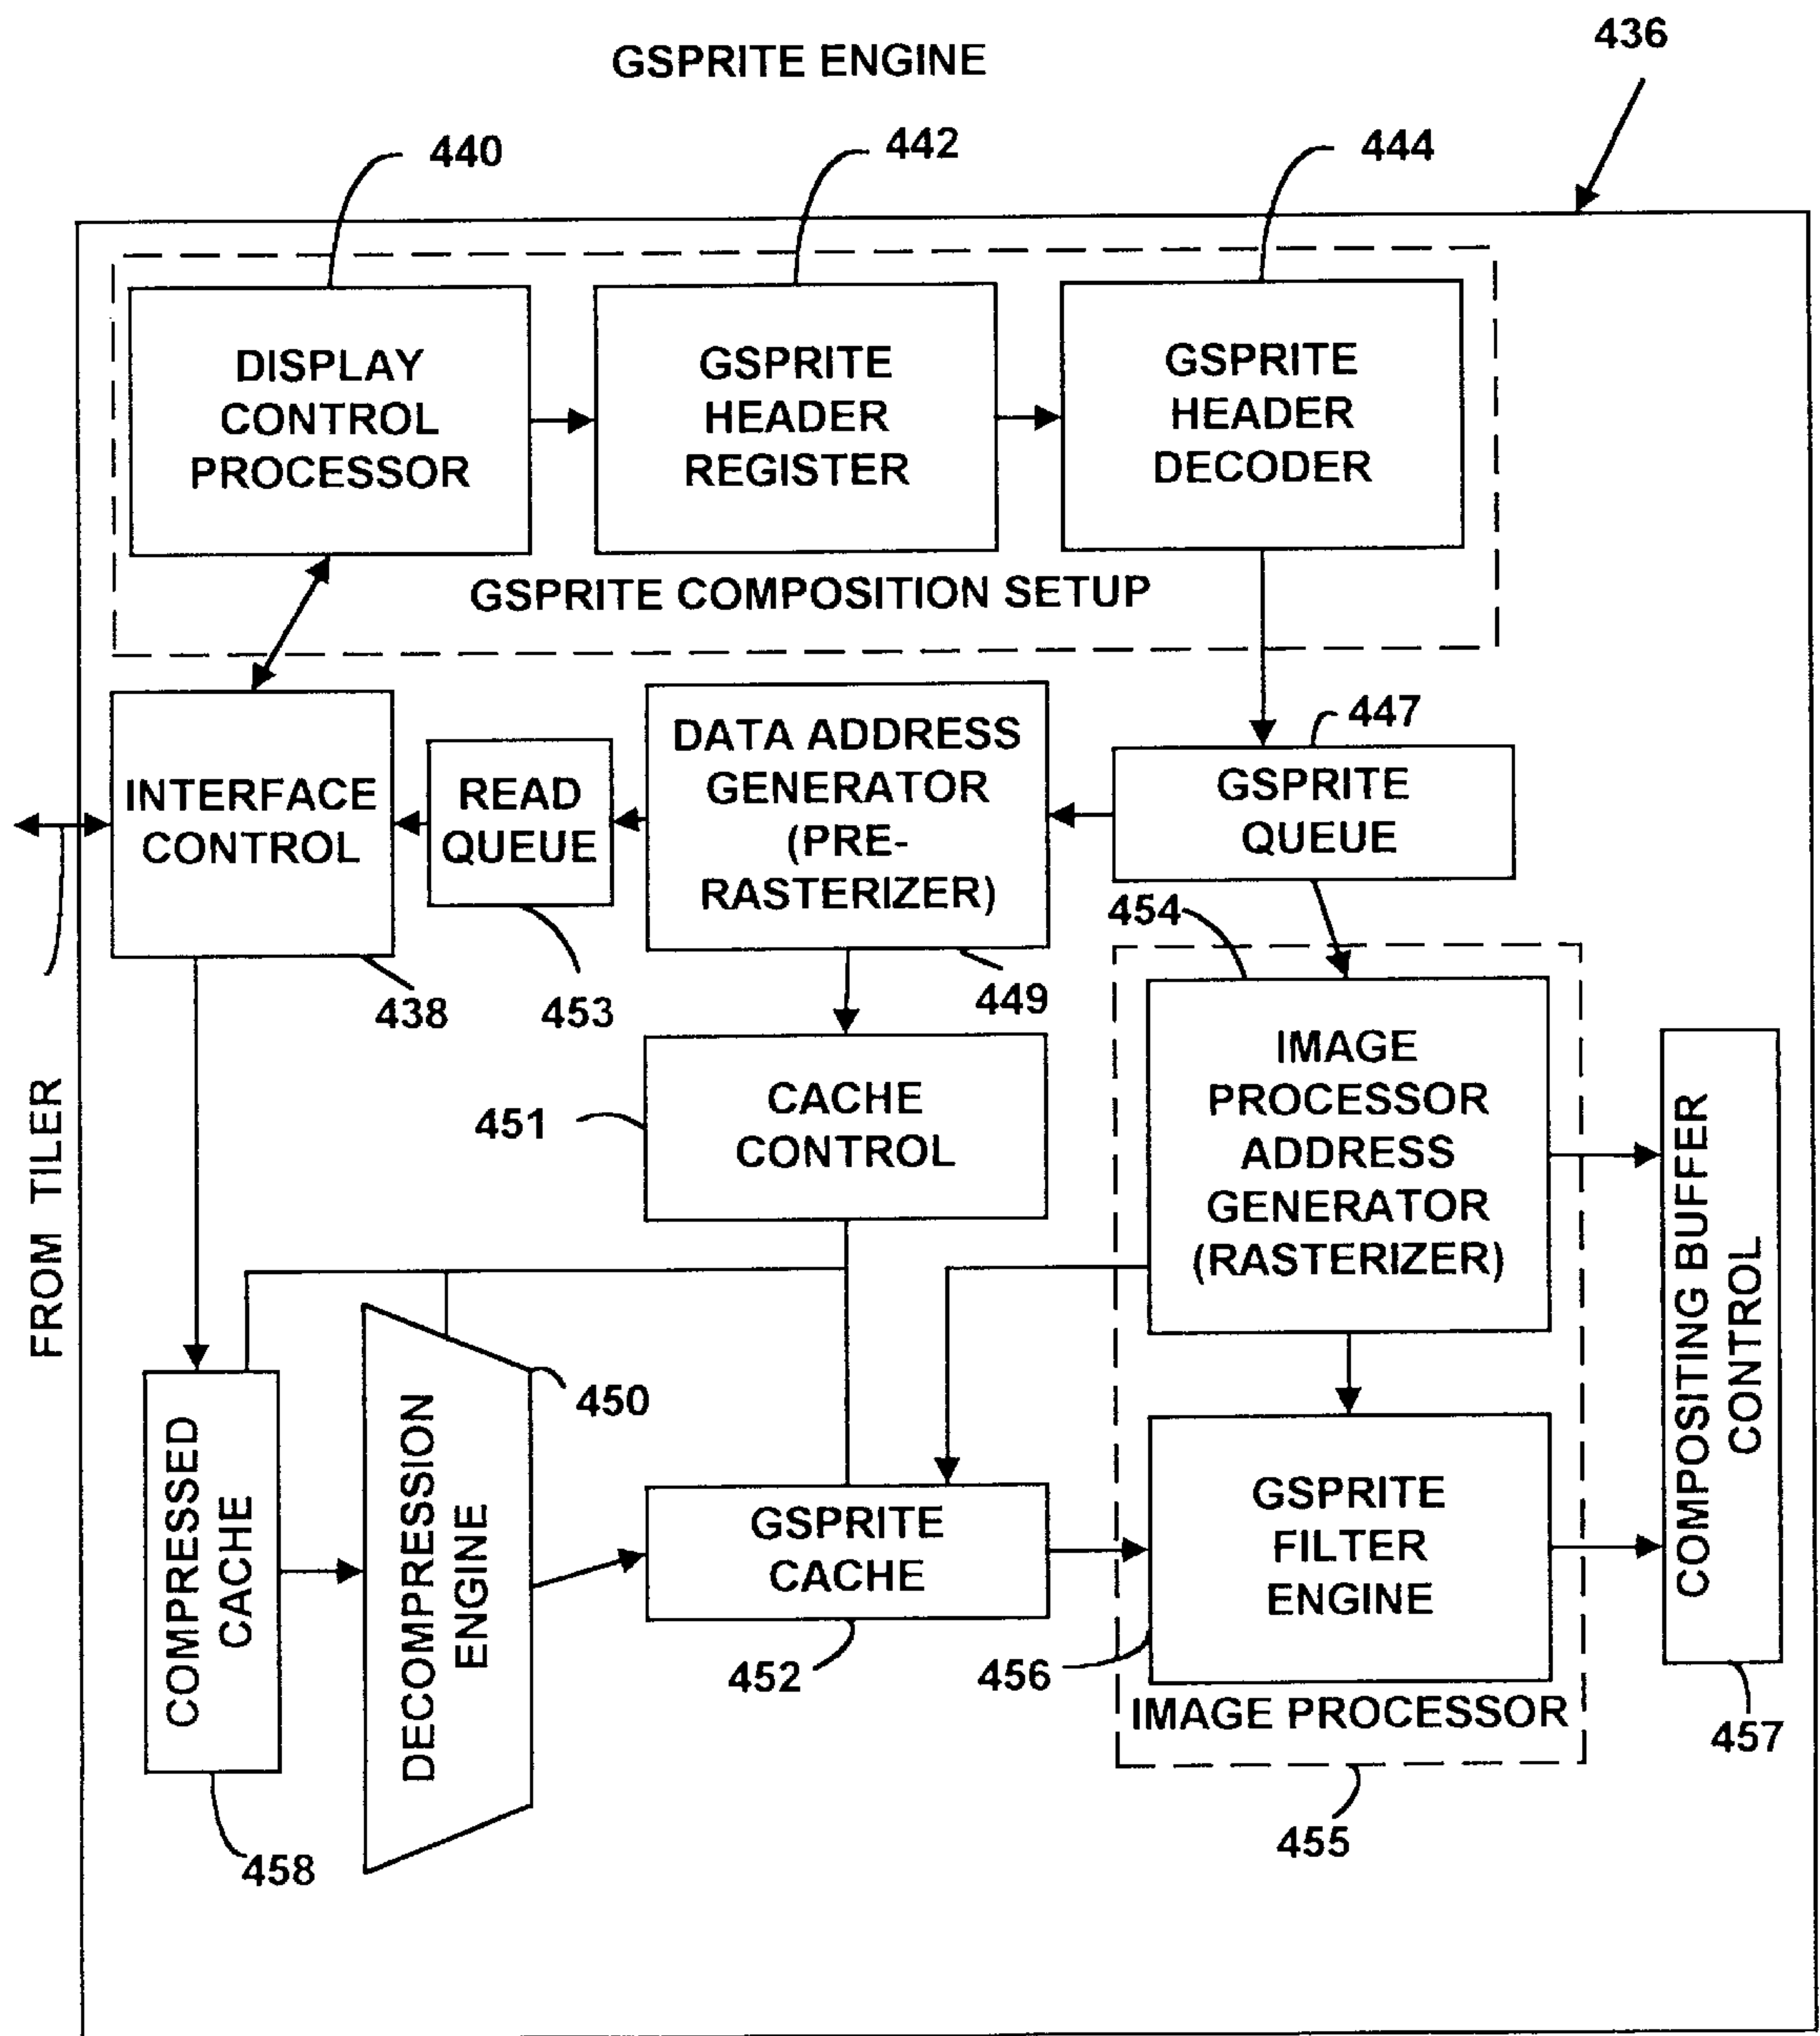 GSPRITE ENGINE
436
440
442
444
DISPLAY
CONTROL
PROCESSOR
GSPRITE
HEADER
REGISTER
GSPRITE
HEADER
DECODER
GSPRITE COMPOSITION SETUP
INTERFACE
CONTROL
438
READ
QUEUE
453
DATA ADDRESS
GENERATOR
(PRE-
RASTERIZER)
449
447
GSPRITE
QUEUE
454
FROM TILER
451
CACHE
CONTROL
IMAGE
PROCESSOR
ADDRESS
GENERATOR
(RASTERIZER)
COMPOSITING BUFFER
CONTROL
COMPRESSED
CACHE
458
450
DECOMPRESSION
ENGINE
GSPRITE
CACHE
452
GSPRITE
FILTER
ENGINE
456
IMAGE PROCESSOR
455
457